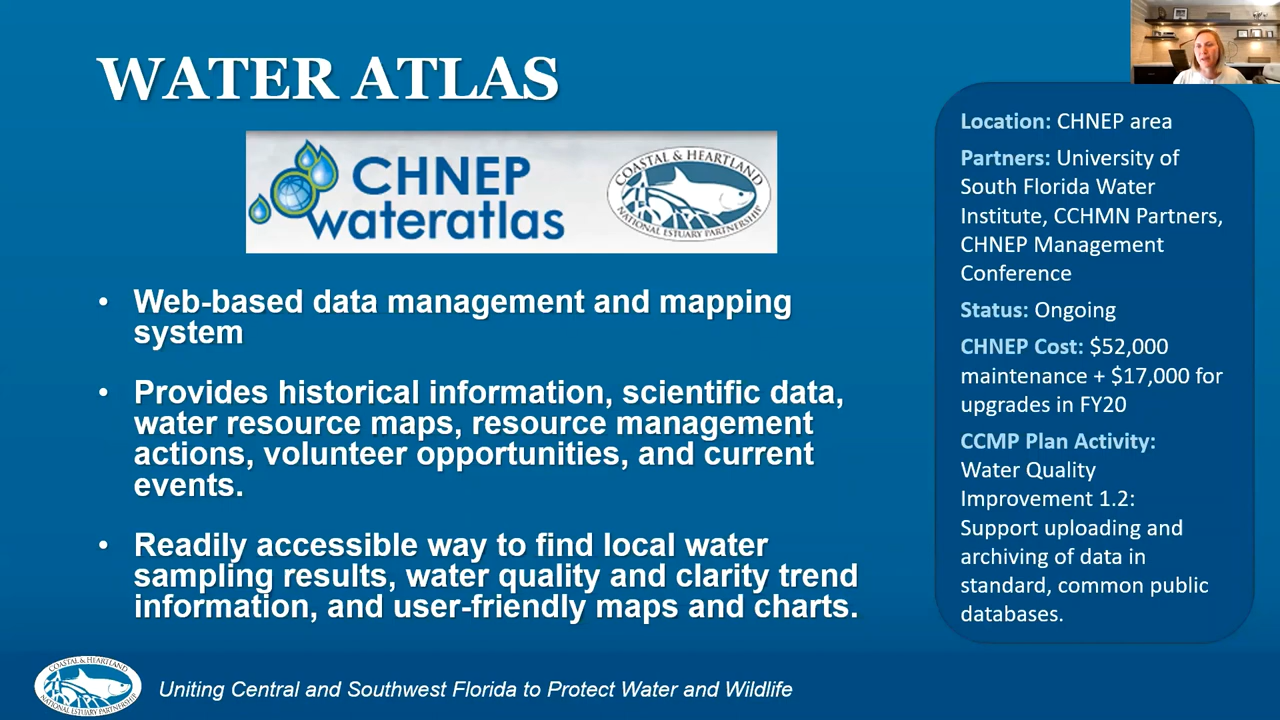 WATER ATLAS
CHNEP
wateratlas
COASTAL & HEARTLAND
NATIONAL ESTUARY PARTNERSHIP
• Web-based data management and mapping
system
• Provides historical information, scientific data,
water resource maps, resource management
actions, volunteer opportunities, and current
events.
• Readily accessible way to find local water
sampling results, water quality and clarity trend
information, and user-friendly maps and charts.
Location: CHNEP area
Partners: University of
South Florida Water
Institute, CCHMN Partners,
CHNEP Management
Conference
Status: Ongoing
CHNEP Cost: $52,000
maintenance + $17,000 for
upgrades in FY20
CCMP Plan Activity:
Water Quality
Improvement 1.2:
Support uploading and
archiving of data in
standard, common public
databases.
COASTAL & HEARTLAND
NATIONAL ESTUARY PARTNERSHIP
Uniting Central and Southwest Florida to Protect Water and Wildlife